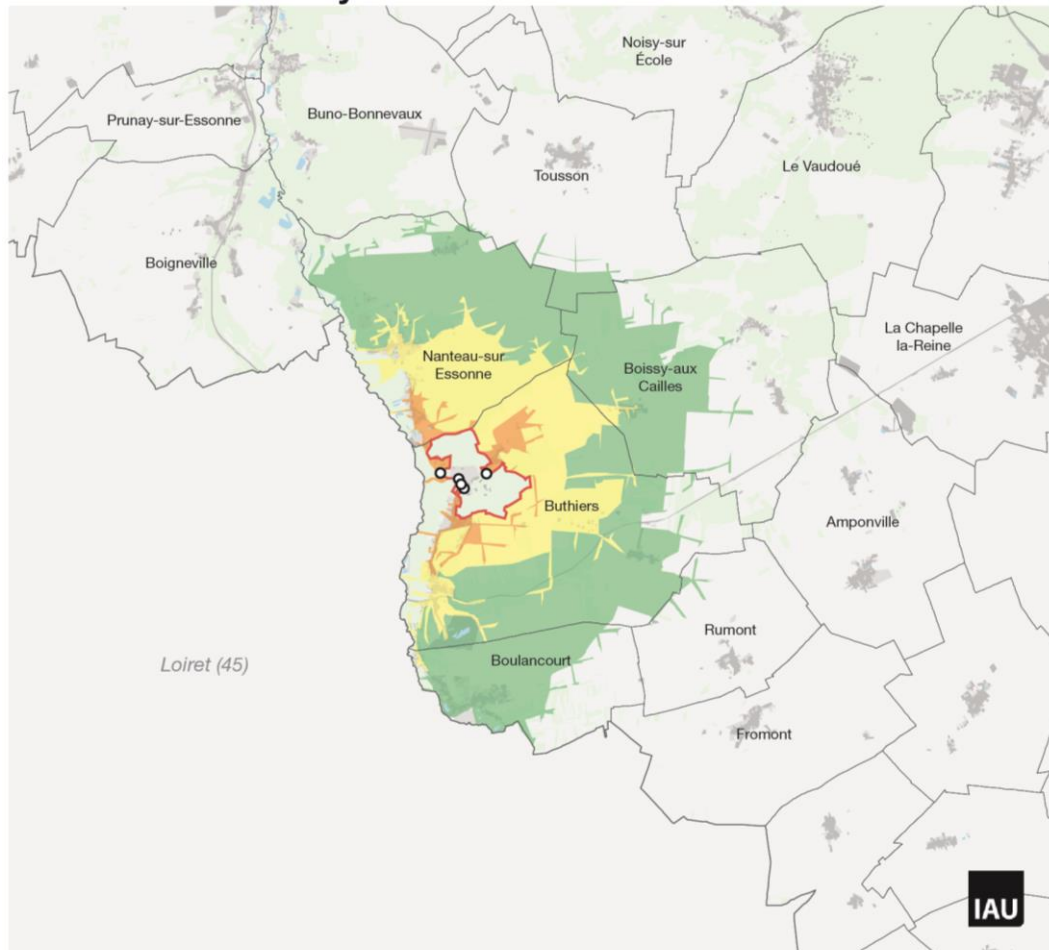 Noisy-sur
École
Prunay-sur-Essonne
Buno-Bonnevaux
Tousson
Le Vaudoué
Boigneville
La Chapelle
la-Reine
Nanteau-sur
Essonne
Boissy-aux
Cailles
Buthiers
Amponville
Rumont
Loiret (45)
Boulancourt
Fromont
IAU